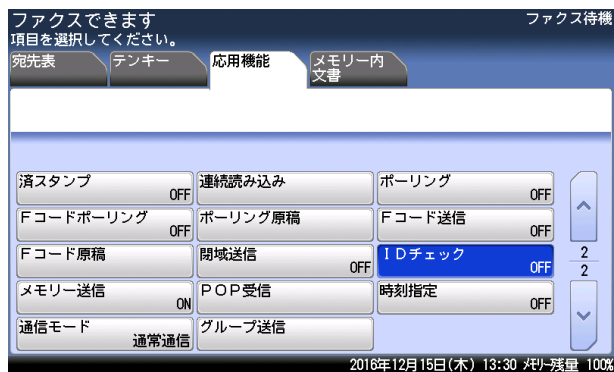 ファクスできます
ファクス待機
項目を選択してください。
宛先表
テンキー
応用機能
メモリー内
文書
済スタンプ
OFF
連続読み込み
ポーリング
OFF
Fコードポーリング
OFF
ポーリング原稿
Fコード送信
OFF
Fコード原稿
閉域送信
OFF
IDチェック
OFF
2
2
メモリー送信
ON
POP受信
時刻指定
OFF
通信モード
通常通信
グループ送信
2016年12月15日(木) 13:30 メモリー残量 100%